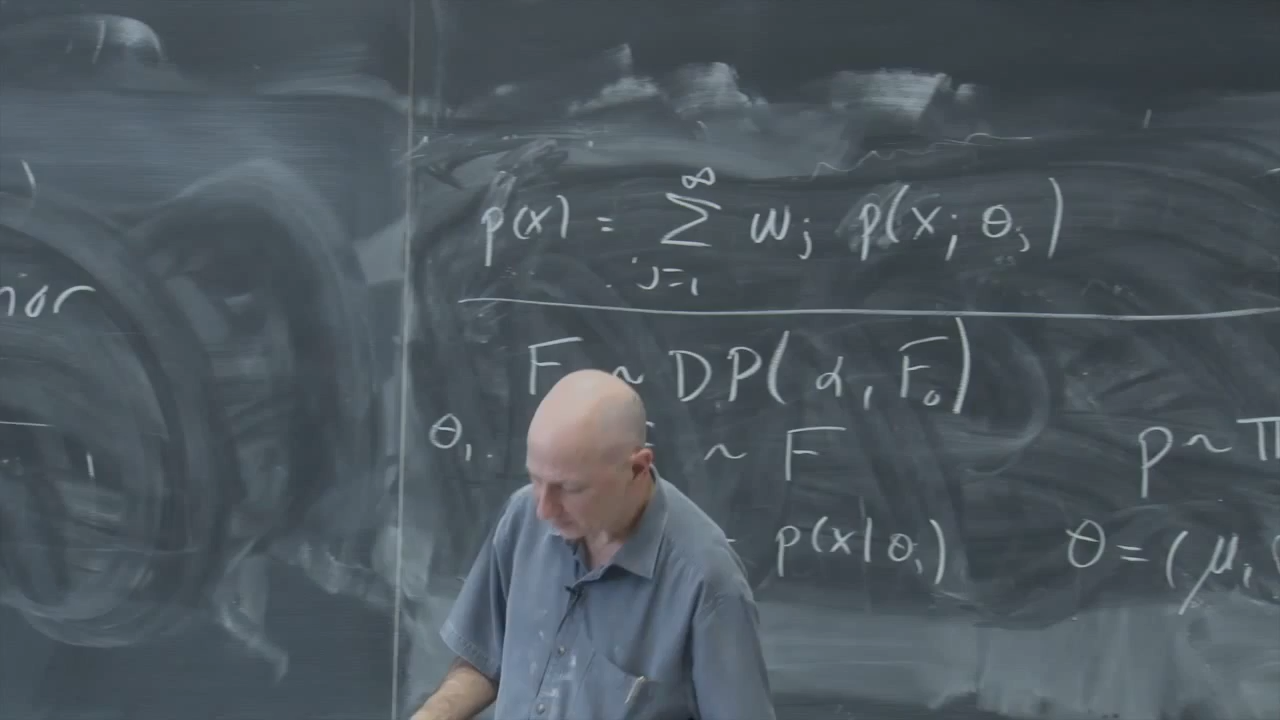 nor
p(x) = ∑_{j=1}^{∞} w_j p(x; θ_j)
F ~ DP(α, F_0)
θ_1 ~ F p ~ Π
p(x|θ_i) θ = (μ,